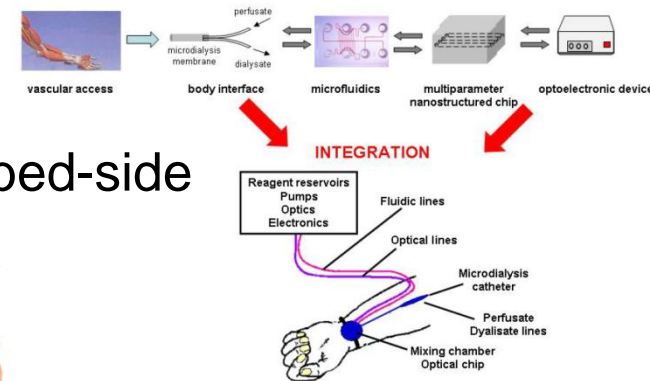 perfusate
microdialysis
membrane
dialysate
vascular access
body interface
microfluidics
multiparameter
nanostructured chip
optoelectronic device
INTEGRATION
bed-side
Reagent reservoirs
Pumps
Optics
Electronics
Fluidic lines
Optical lines
Microdialysis
catheter
Perfusate
Dyalisate lines
Mixing chamber
Optical chip